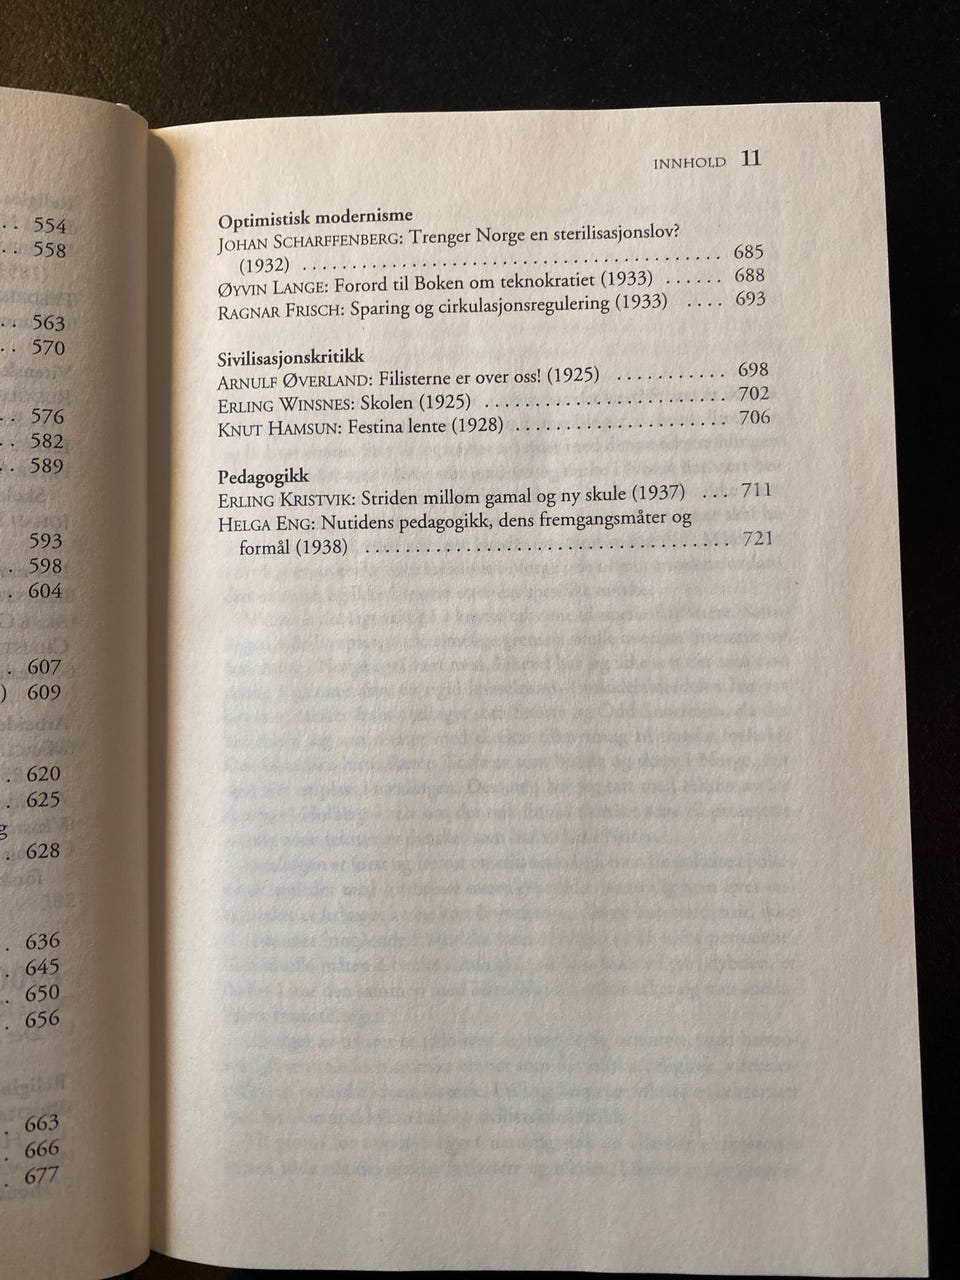 . . 554
. . 558
. . 563
. . 570
. . 576
. . 582
. . 589
593
. 598
. 604
. 607
) 609
. 620
. 625
g
. 628
. 636
. 645
. 650
. 656
. 663
. 666
. 677
INNHOLD 11
Optimistisk modernisme
JOHAN SCHARFFENBERG: Trenger Norge en sterilisasjonslov?
(1932) . . . . . . . . . . . . . . . . . . . . . . . . . . . . . . . . . . . . . . . . . . 685
ØYVIN LANGE: Forord til Boken om teknokratiet (1933) . . . . . . 688
RAGNAR FRISCH: Sparing og cirkulasjonsregulering (1933) . . . . 693
Sivilisasjonskritikk
ARNULF ØVERLAND: Filisterne er over oss! (1925) . . . . . . . . . . . 698
ERLING WINSNES: Skolen (1925) . . . . . . . . . . . . . . . . . . . . . . . . 702
KNUT HAMSUN: Festina lente (1928) . . . . . . . . . . . . . . . . . . . . . 706
Pedagogikk
ERLING KRISTVIK: Striden millom gamal og ny skule (1937) . . . 711
HELGA ENG: Nutidens pedagogikk, dens fremgangsmåter og
formål (1938) . . . . . . . . . . . . . . . . . . . . . . . . . . . . . . . . . . . . . 721